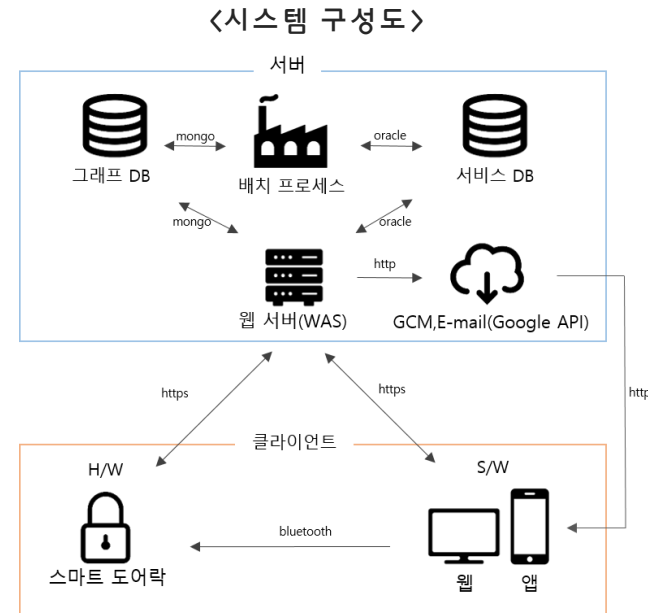 <시스템 구성도>
서버
mongo
oracle
그래프 DB
배치 프로세스
서비스 DB
mongo
oracle
http
웹 서버(WAS)
GCM,E-mail(Google API)
https
https
클라이언트
H/W
S/W
bluetooth
스마트 도어락
웹
앱